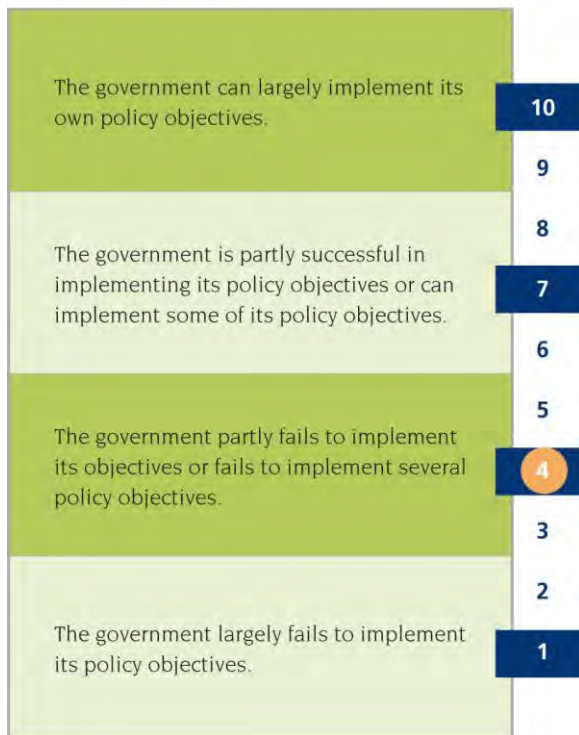 The government can largely implement its
own policy objectives.
10
9
8
The government is partly successful in
implementing its policy objectives or can
implement some of its policy objectives.
7
6
5
The government partly fails to implement
its objectives or fails to implement several
policy objectives.
4
3
2
The government largely fails to implement
its policy objectives.
1